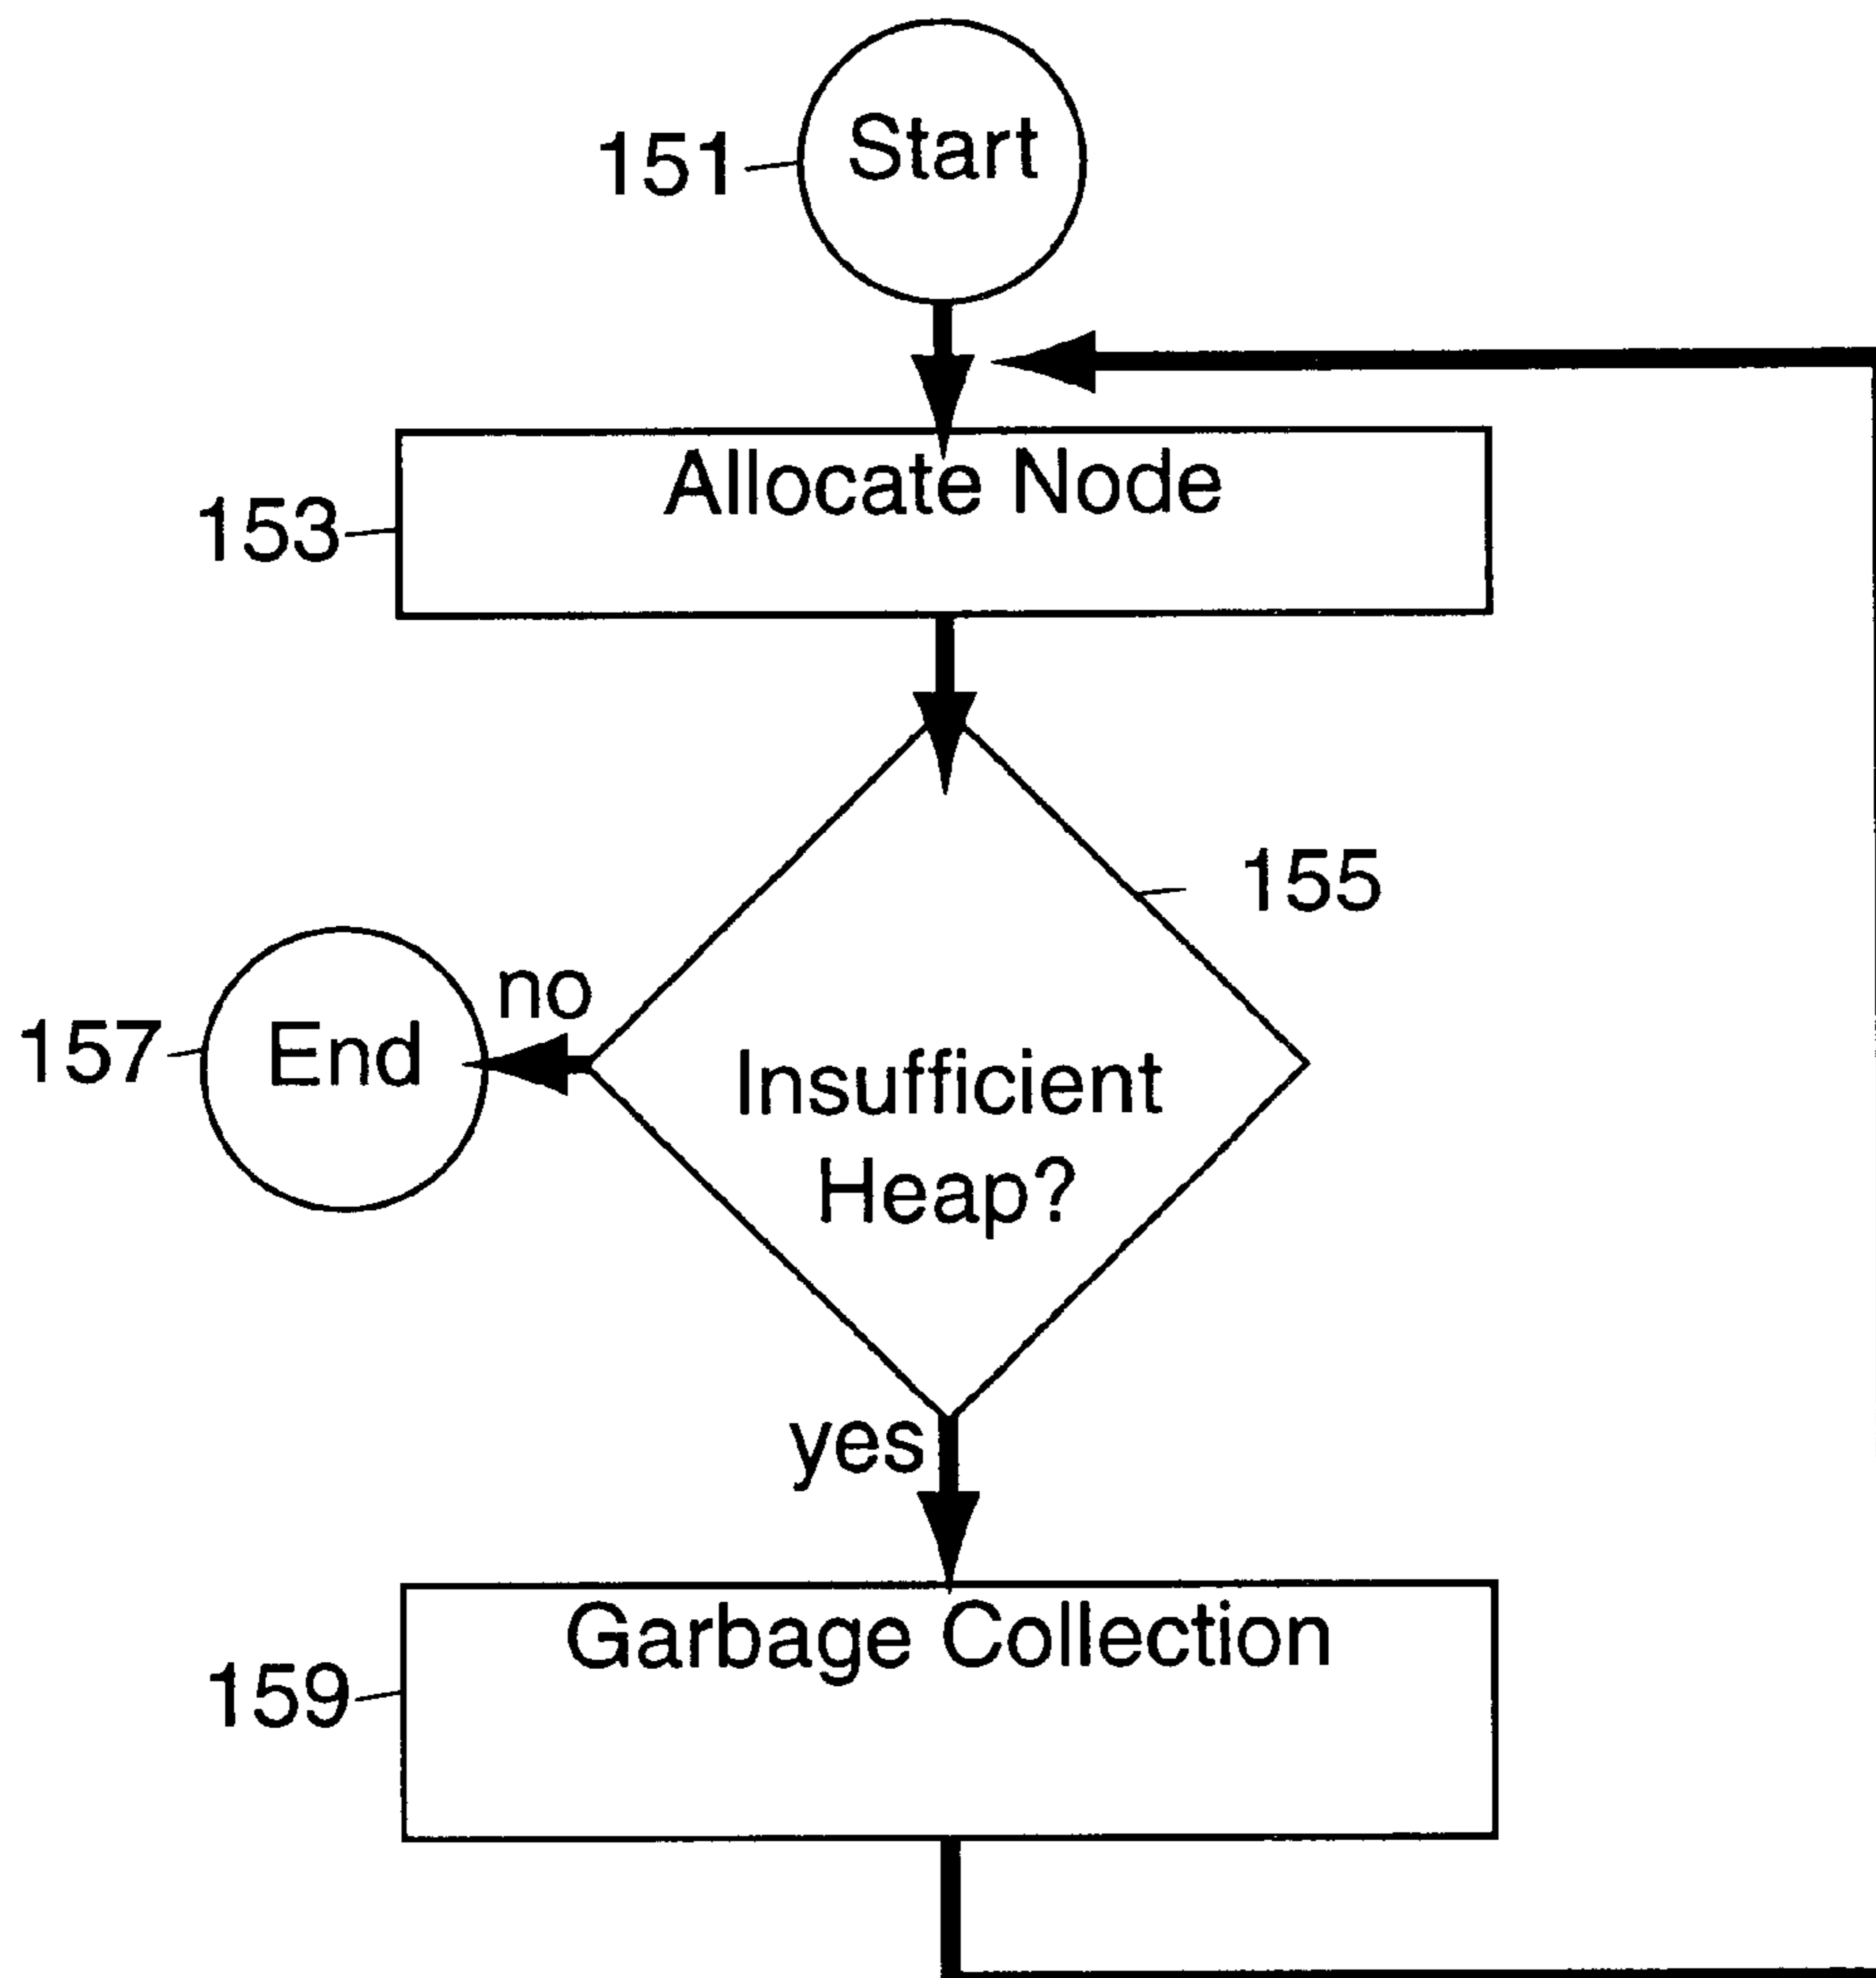 151
Start
153
Allocate Node
155
no
157
End
Insufficient
Heap?
yes
Garbage Collection
159